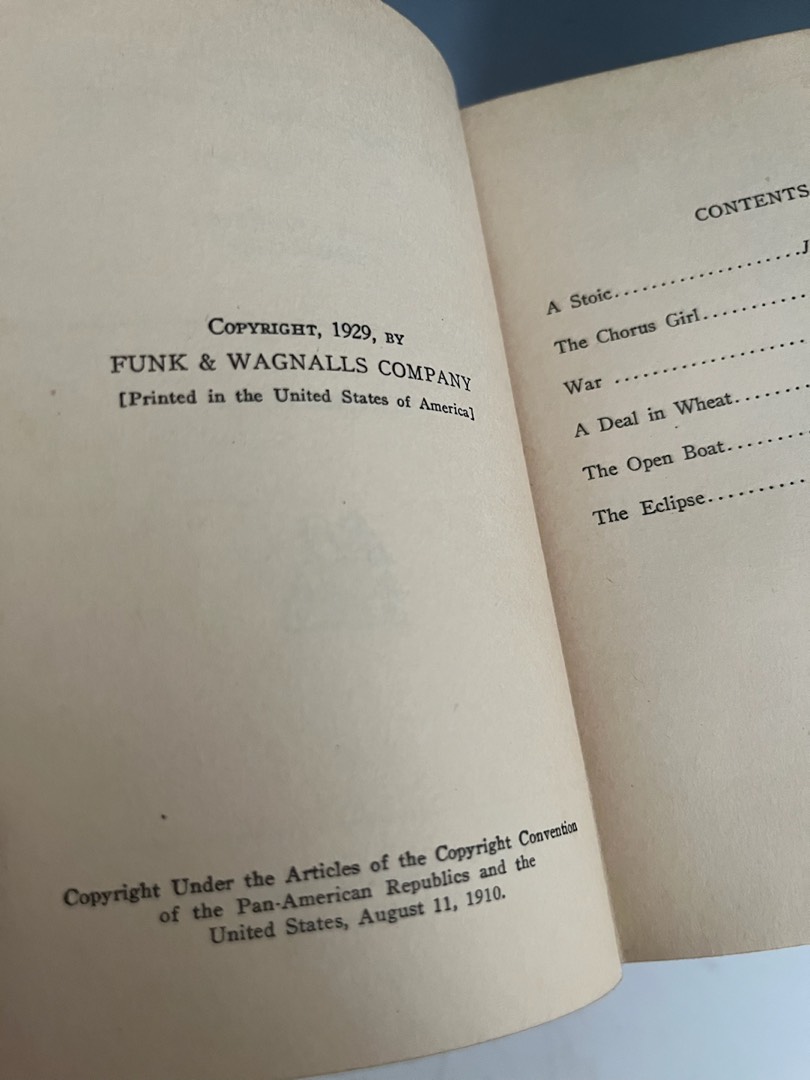 COPYRIGHT, 1929, BY
FUNK & WAGNALLS COMPANY
[Printed in the United States of America]
Copyright Under the Articles of the Copyright Convention
of the Pan-American Republics and the
United States, August 11, 1910.
CONTENTS
A Stoic....................J
The Chorus Girl...........
War .....................
A Deal in Wheat........
The Open Boat.........
The Eclipse...........